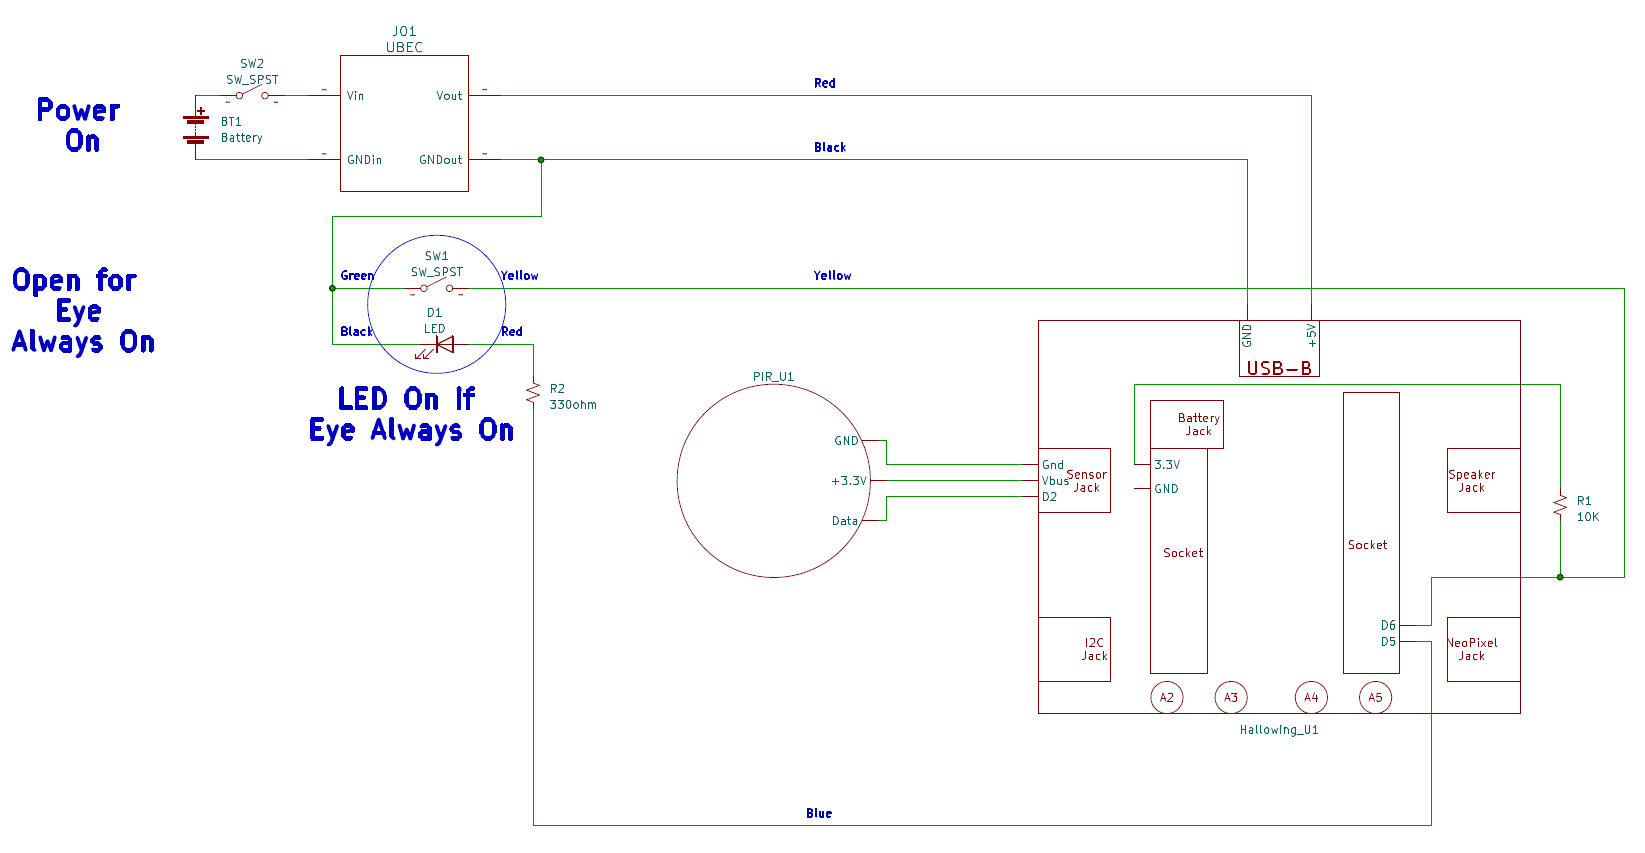 J01
UBEC
SW2
SW_SPST
Power
On
BT1
Battery
Vin
GNDin
Vout
GNDout
Red
Black
Open for
Eye
Always On
SW1
SW_SPST
Green
Yellow
Yellow
D1
LED
Black
Red
LED On If
Eye Always On
R2
330ohm
PIR_U1
GND
+3.3V
Data
GND
+5V
USB-B
Battery
Jack
Gnd
Vbus
D2
Sensor
Jack
3.3V
GND
Socket
Socket
Speaker
Jack
R1
10K
D6
D5
I2C
Jack
NeoPixel
Jack
A2
A3
A4
A5
Hallowing_U1
Blue
~
~
~
~
~
~
~
~
+